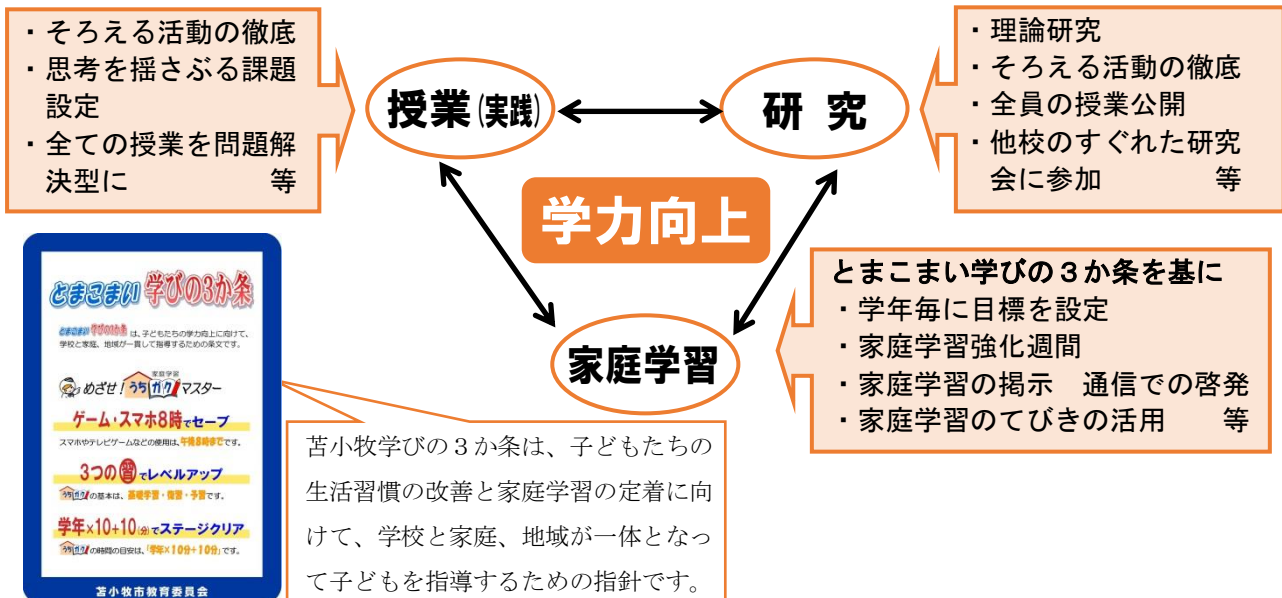 ・そろえる活動の徹底
・思考を揺さぶる課題
設定
・全ての授業を問題解
決型に　　　　等
授業(実践)
研 究
・理論研究
・そろえる活動の徹底
・全員の授業公開
・他校のすぐれた研究
会に参加　　　　等
学力向上
家庭学習
とまこまい学びの３か条を基に
・学年毎に目標を設定
・家庭学習強化週間
・家庭学習の掲示　通信での啓発
・家庭学習のてびきの活用　　等
とまこまい 学びの3か条
とまこまい 学びの3か条 は、子どもたちの学力向上に向けて、
学校と家庭、地域が一貫して指導するための条文です。
家庭学習
めざせ！うちガク マスター
ゲーム・スマホ8時でセーブ
スマホやテレビゲームなどの使用は、午後8時までです。
3つの習でレベルアップ
うちガクの基本は、基礎学習・復習・予習です。
学年×10+10(分)でステージクリア
うちガクの時間の目安は、「学年×10分+10分」です。
苫小牧市教育委員会
苫小牧学びの３か条は、子どもたちの
生活習慣の改善と家庭学習の定着に向
けて、学校と家庭、地域が一体となっ
て子どもを指導するための指針です。